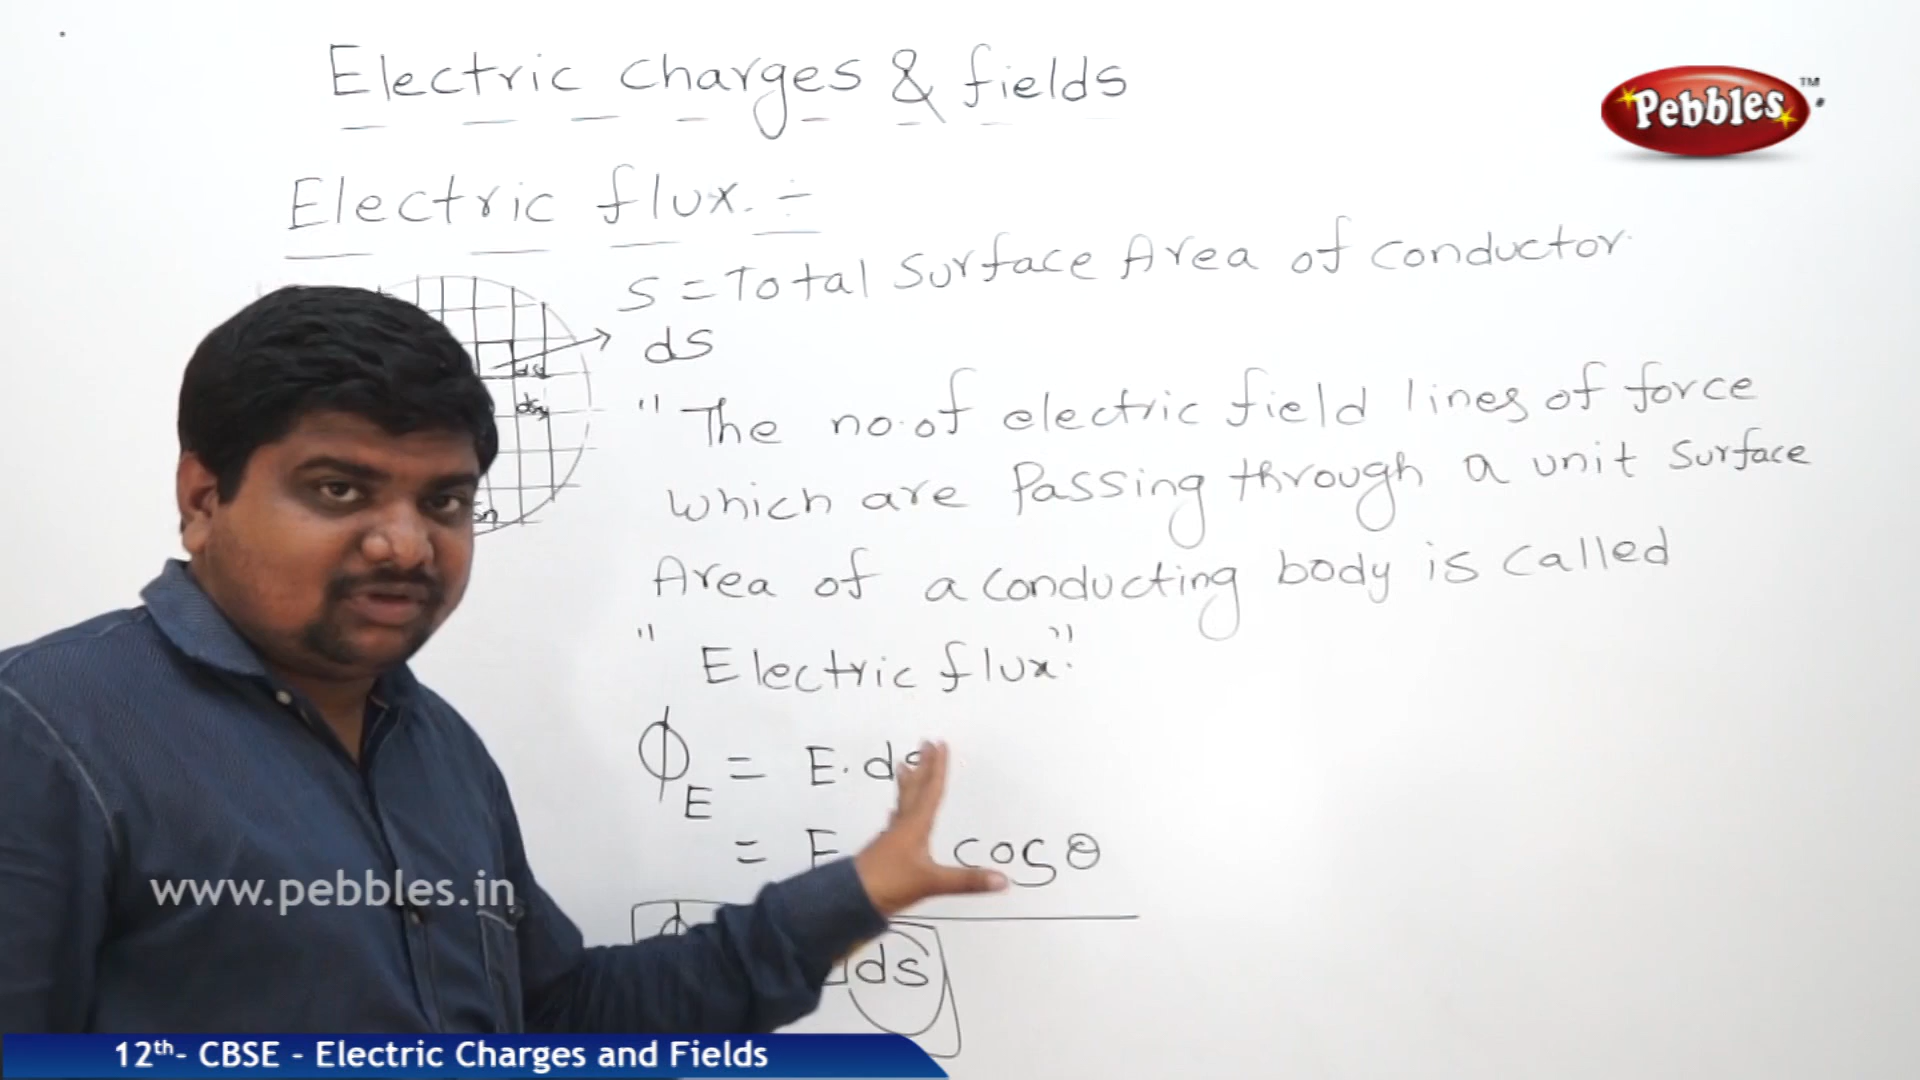 Electric charges & fields
Pebbles TM
Electric flux :-
S = Total Surface Area of conductor
ds
ds
" The no. of electric field lines of force
which are Passing through a unit Surface
Area of a conducting body is called
" Electric flux"
ΦE = E.ds
= E cosθ
ds
www.pebbles.in
12th- CBSE - Electric Charges and Fields